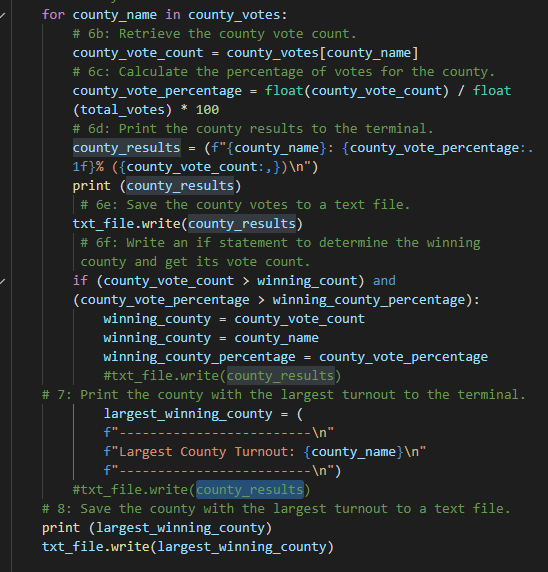 for county_name in county_votes:
# 6b: Retrieve the county vote count.
county_vote_count = county_votes[county_name]
# 6c: Calculate the percentage of votes for the county.
county_vote_percentage = float(county_vote_count) / float
(total_votes) * 100
# 6d: Print the county results to the terminal.
county_results = (f"{county_name}: {county_vote_percentage:.
1f}% ({county_vote_count:,})\n")
print (county_results)
# 6e: Save the county votes to a text file.
txt_file.write(county_results)
# 6f: Write an if statement to determine the winning
county and get its vote count.
if (county_vote_count > winning_count) and
(county_vote_percentage > winning_county_percentage):
winning_county = county_vote_count
winning_county = county_name
winning_county_percentage = county_vote_percentage
#txt_file.write(county_results)
# 7: Print the county with the largest turnout to the terminal.
largest_winning_county = (
f"-------------------------\n"
f"Largest County Turnout: {county_name}\n"
f"-------------------------\n")
#txt_file.write(county_results)
# 8: Save the county with the largest turnout to a text file.
print (largest_winning_county)
txt_file.write(largest_winning_county)